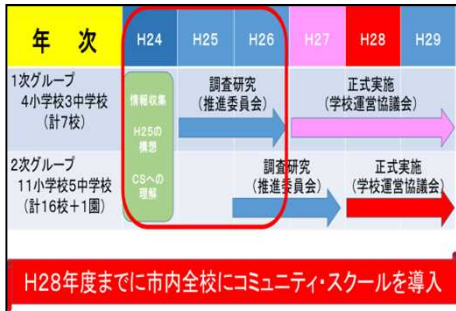 年 次 H24 H25 H26 H27 H28 H29
1次グループ
4小学校3中学校
(計7校)
情報収集
H25の
構想
CSへの
理解
調査研究
(推進委員会)
正式実施
(学校運営協議会)
2次グループ
11小学校5中学校
(計16校+1園)
調査研究
(推進委員会)
正式実施
(学校運営協議会)
H28年度までに市内全校にコミュニティ・スクールを導入